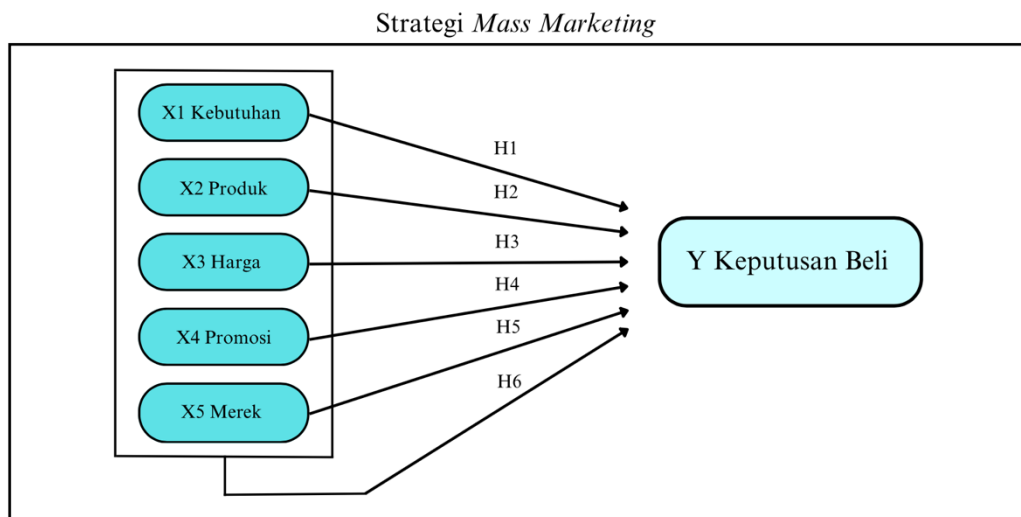 Strategi Mass Marketing
X1 Kebutuhan
H1
X2 Produk
H2
H3
X3 Harga
Y Keputusan Beli
H4
X4 Promosi
H5
H6
X5 Merek